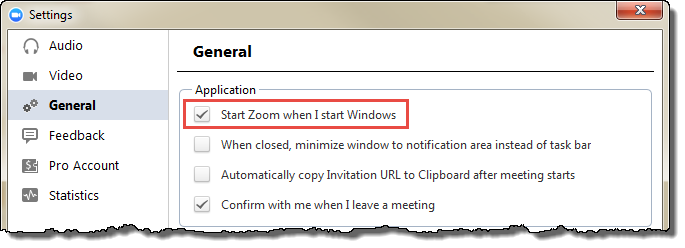 Settings
Audio
Video
General
Feedback
Pro Account
Statistics
General
Application
Start Zoom when I start Windows
When closed, minimize window to notification area instead of task bar
Automatically copy Invitation URL to Clipboard after meeting starts
Confirm with me when I leave a meeting